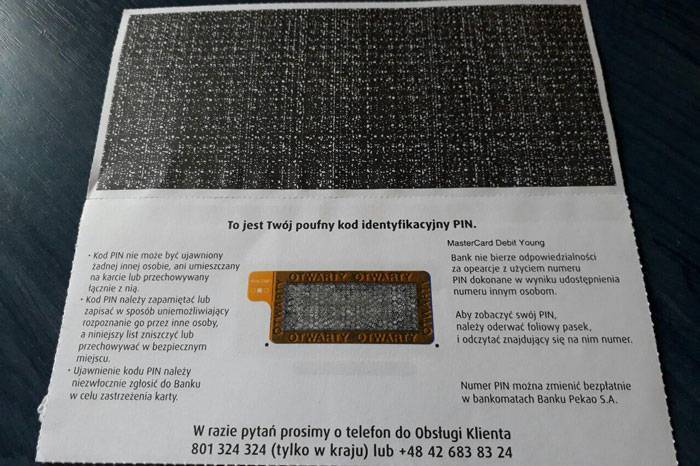 To jest Twój poufny kod identyfikacyjny PIN.
· Kod PIN nie może być ujawniony
żadnej innej osobie, ani umieszczany
na karcie lub przechowywany
łącznie z nią.
· Kod PIN należy zapamiętać lub
zapisać w sposób uniemożliwiający
rozpoznanie go przez inne osoby,
a niniejszy list zniszczyć lub
przechowywać w bezpiecznym
miejscu.
· Ujawnienie kodu PIN należy
niezwłocznie zgłosić do Banku
w celu zastrzeżenia karty.
OTWARTY OTWARTY
OTWARTY OTWARTY
MasterCard Debit Young
Bank nie bierze odpowiedzialności
za opearcje z użyciem numeru
PIN dokonane w wyniku udostępnienia
numeru innym osobom.
Aby zobaczyć swój PIN,
należy oderwać foliowy pasek,
i odczytać znajdujący się na nim numer.
Numer PIN można zmienić bezpłatnie
w bankomatach Banku Pekao S.A.
W razie pytań prosimy o telefon do Obsługi Klienta
801 324 324 (tylko w kraju) lub +48 42 683 83 24